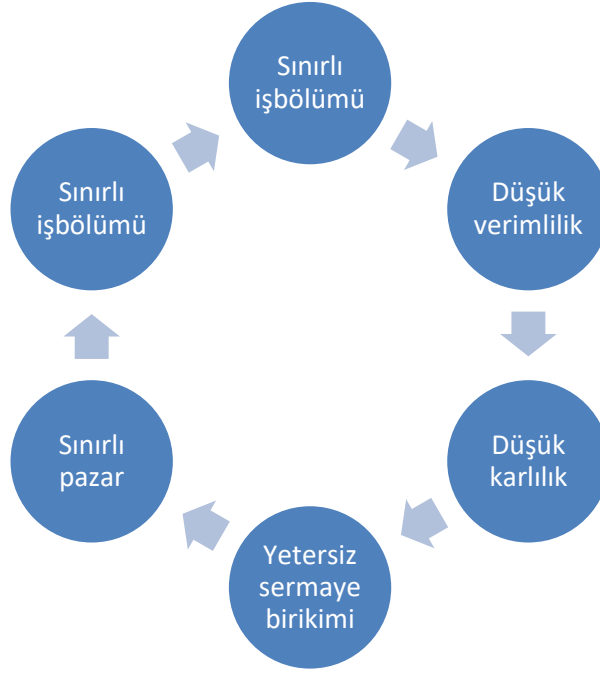 Sınırlı
işbölümü
Düşük
verimlilik
Düşük
karlılık
Yetersiz
sermaye
birikimi
Sınırlı
pazar
Sınırlı
işbölümü